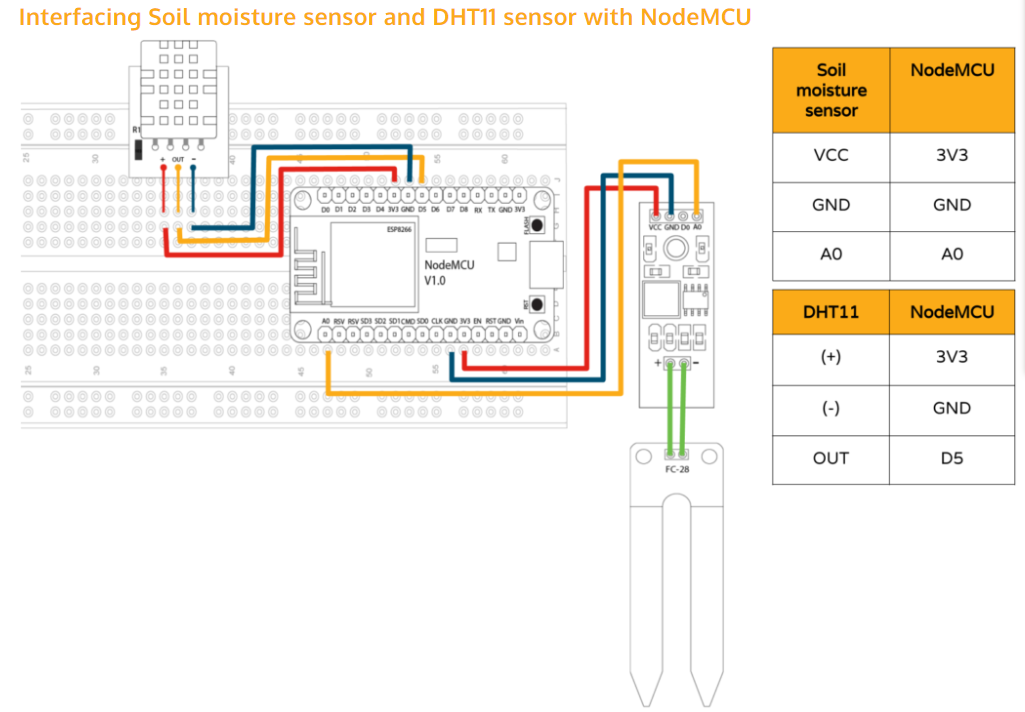 Interfacing Soil moisture sensor and DHT11 sensor with NodeMCU
Soil moisture sensor NodeMCU
VCC 3V3
GND GND
A0 A0
DHT11 NodeMCU
(+) 3V3
(-) GND
OUT D5
R1
+ OUT −
25 30 40 55 60
J
D0 D1 D2 D3 D4 3V3 GND D5 D6 D7 D8 RX TX GND 3V3
ESP8266
FLASH
NodeMCU
V1.0
RST
A0 RSV RSV SD3 SD2 SD1 CMD SD0 CLK GND 3V3 EN RST GND Vin
B
A
25 30 35 45 50 55
VCC GND D0 A0
+ −
FC-28